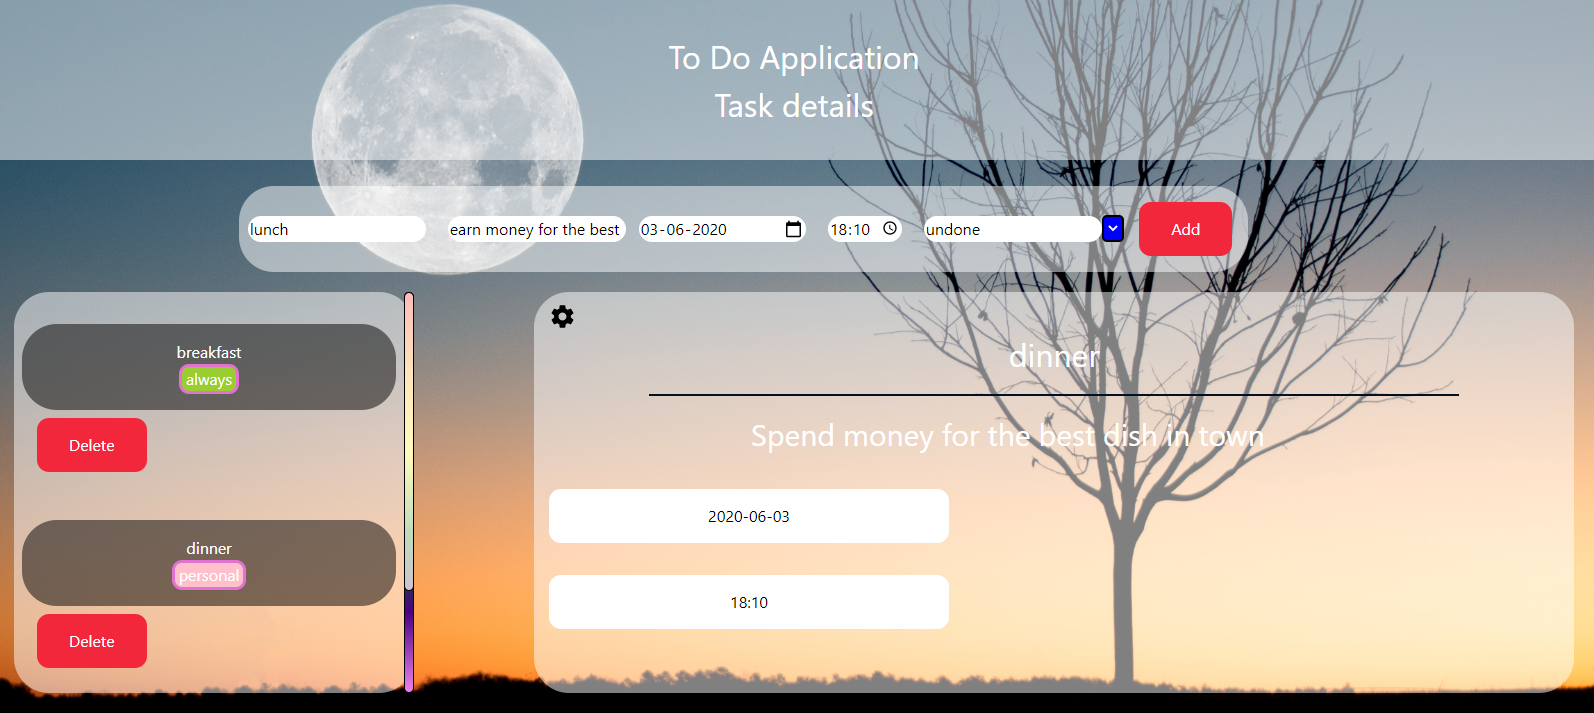 To Do Application
Task details
lunch
earn money for the best
03-06-2020
18:10
undone
Add
breakfast
always
Delete
dinner
personal
Delete
dinner
Spend money for the best dish in town
2020-06-03
18:10